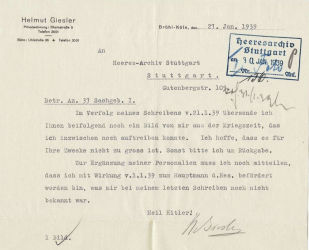 Helmut Giesler
Brühl-Köln, den 27. Jan. 1939
Telefon 3001
Heeresarchiv
Stuttgart
30 JAN 1939
An
Heeres-Archiv Stuttgart
Stuttgart.
Gutenbergstr. 109
Betr. An. 33 Sachgeb. I.
Im Verfolg meines Schreibens v.21.1.39 übersende ich
Ihnen beifolgend noch ein Bild von mir aus der Kriegszeit, das
ich inzwischen noch auftreiben konnte. Ich hoffe, dass es für
Ihre Zwecke nicht zu gross ist. Sonst bitte ich um Rückgabe.
Zur Ergänzung meiner Personalien muss ich noch mitteilen,
dass ich mit Wirkung v.1.1.39 zum Hauptmann d.Res. befördert
worden bin, was mir bei meinem letzten Schreiben noch nicht
bekannt war.
Heil Hitler!
1 Bild.